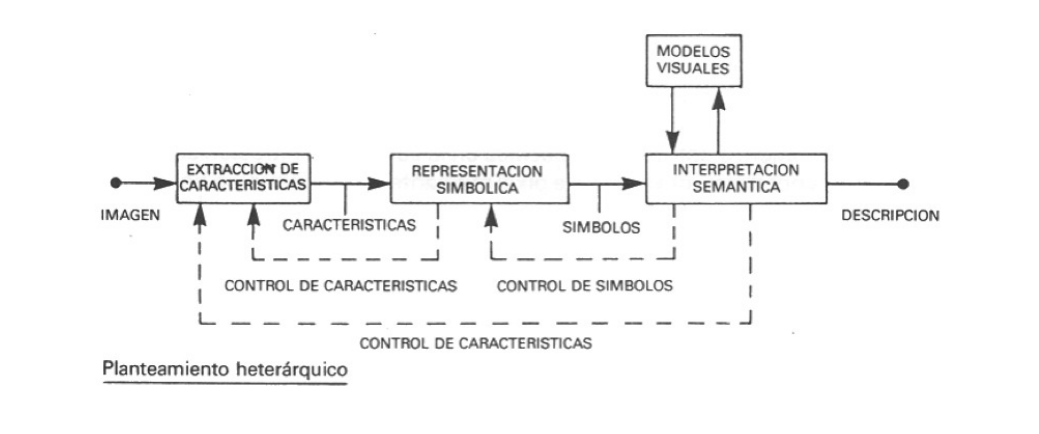 MODELOS
VISUALES
EXTRACCION DE
CARACTERISTICAS
REPRESENTACION
SIMBOLICA
INTERPRETACION
SEMANTICA
IMAGEN
CARACTERISTICAS
SIMBOLOS
DESCRIPCION
CONTROL DE CARACTERISTICAS
CONTROL DE SIMBOLOS
CONTROL DE CARACTERISTICAS
Planteamiento heterárquico